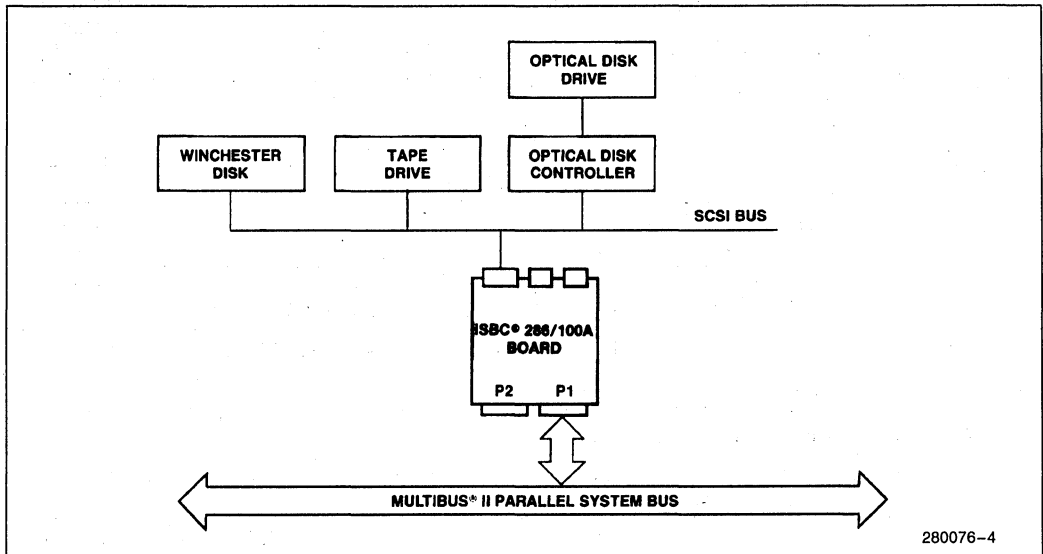 OPTICAL DISK
DRIVE
WINCHESTER
DISK
TAPE
DRIVE
OPTICAL DISK
CONTROLLER
SCSI BUS
iSBC® 286/100A
BOARD
P2 P1
MULTIBUS® II PARALLEL SYSTEM BUS
280076-4